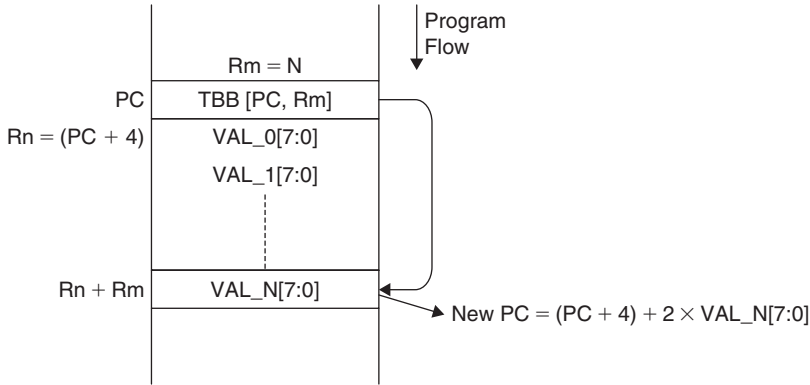 Program
Flow
Rm = N
PC
TBB [PC, Rm]
Rn = (PC + 4)
VAL_0[7:0]
VAL_1[7:0]
Rn + Rm
VAL_N[7:0]
New PC = (PC + 4) + 2 × VAL_N[7:0]